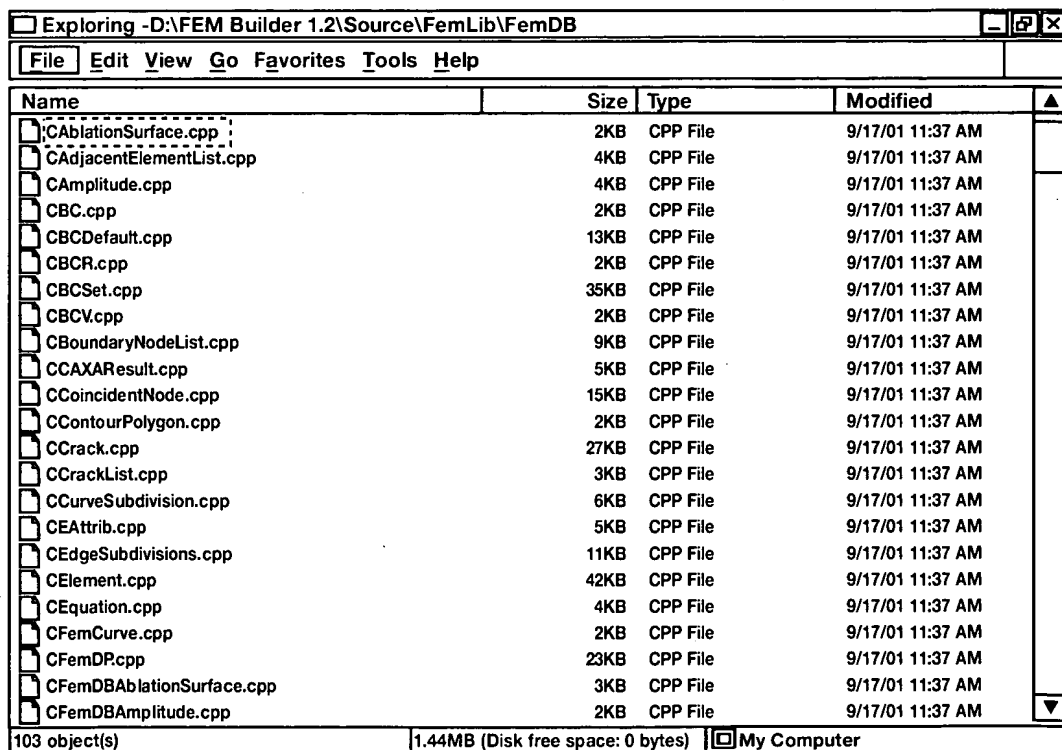 Exploring -D:\FEM Builder 1.2\Source\FemLib\FemDB
File Edit View Go Favorites Tools Help
Name Size Type Modified
CAblationSurface.cpp 2KB CPP File 9/17/01 11:37 AM
CAdjacentElementList.cpp 4KB CPP File 9/17/01 11:37 AM
CAmplitude.cpp 4KB CPP File 9/17/01 11:37 AM
CBC.cpp 2KB CPP File 9/17/01 11:37 AM
CBCDefault.cpp 13KB CPP File 9/17/01 11:37 AM
CBCR.cpp 2KB CPP File 9/17/01 11:37 AM
CBCSet.cpp 35KB CPP File 9/17/01 11:37 AM
CBCV.cpp 2KB CPP File 9/17/01 11:37 AM
CBoundaryNodeList.cpp 9KB CPP File 9/17/01 11:37 AM
CCAXAResult.cpp 5KB CPP File 9/17/01 11:37 AM
CCoincidentNode.cpp 15KB CPP File 9/17/01 11:37 AM
CContourPolygon.cpp 2KB CPP File 9/17/01 11:37 AM
CCrack.cpp 27KB CPP File 9/17/01 11:37 AM
CCrackList.cpp 3KB CPP File 9/17/01 11:37 AM
CCurveSubdivision.cpp 6KB CPP File 9/17/01 11:37 AM
CEAttrib.cpp 5KB CPP File 9/17/01 11:37 AM
CEdgeSubdivisions.cpp 11KB CPP File 9/17/01 11:37 AM
CElement.cpp 42KB CPP File 9/17/01 11:37 AM
CEquation.cpp 4KB CPP File 9/17/01 11:37 AM
CFemCurve.cpp 2KB CPP File 9/17/01 11:37 AM
CFemDP.cpp 23KB CPP File 9/17/01 11:37 AM
CFemDBAblationSurface.cpp 3KB CPP File 9/17/01 11:37 AM
CFemDBAmplitude.cpp 2KB CPP File 9/17/01 11:37 AM
103 object(s) 1.44MB (Disk free space: 0 bytes) My Computer